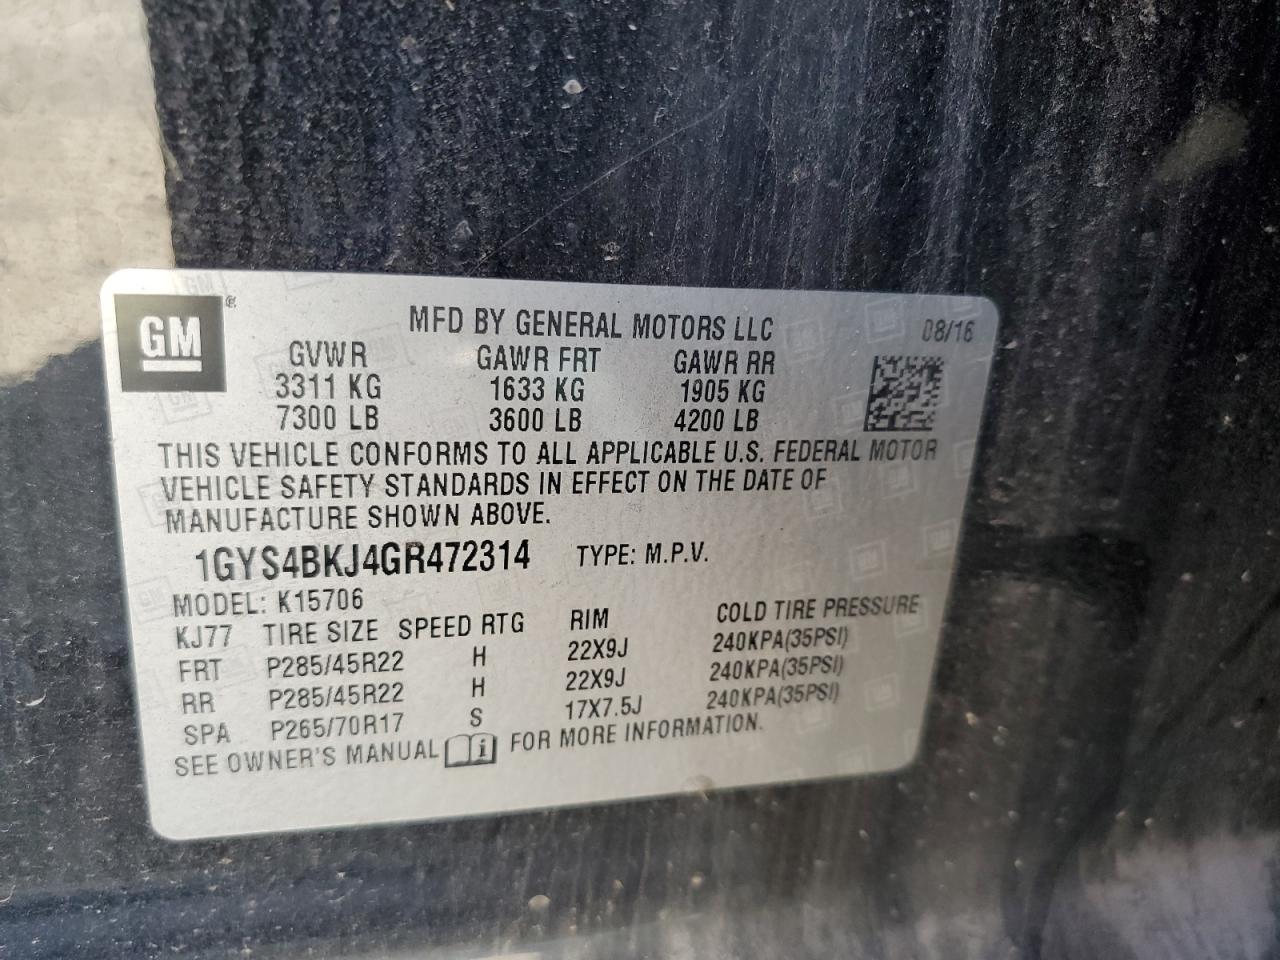 GM
MFD BY GENERAL MOTORS LLC 08/16
GVWR GAWR FRT GAWR RR
3311 KG 1633 KG 1905 KG
7300 LB 3600 LB 4200 LB
THIS VEHICLE CONFORMS TO ALL APPLICABLE U.S. FEDERAL MOTOR
VEHICLE SAFETY STANDARDS IN EFFECT ON THE DATE OF
MANUFACTURE SHOWN ABOVE.
1GYS4BKJ4GR472314 TYPE: M.P.V.
MODEL: K15706
KJ77 TIRE SIZE SPEED RTG RIM COLD TIRE PRESSURE
FRT P285/45R22 H 22X9J 240KPA(35PSI)
RR P285/45R22 H 22X9J 240KPA(35PSI)
SPA P265/70R17 S 17X7.5J 240KPA(35PSI)
SEE OWNER'S MANUAL i FOR MORE INFORMATION.